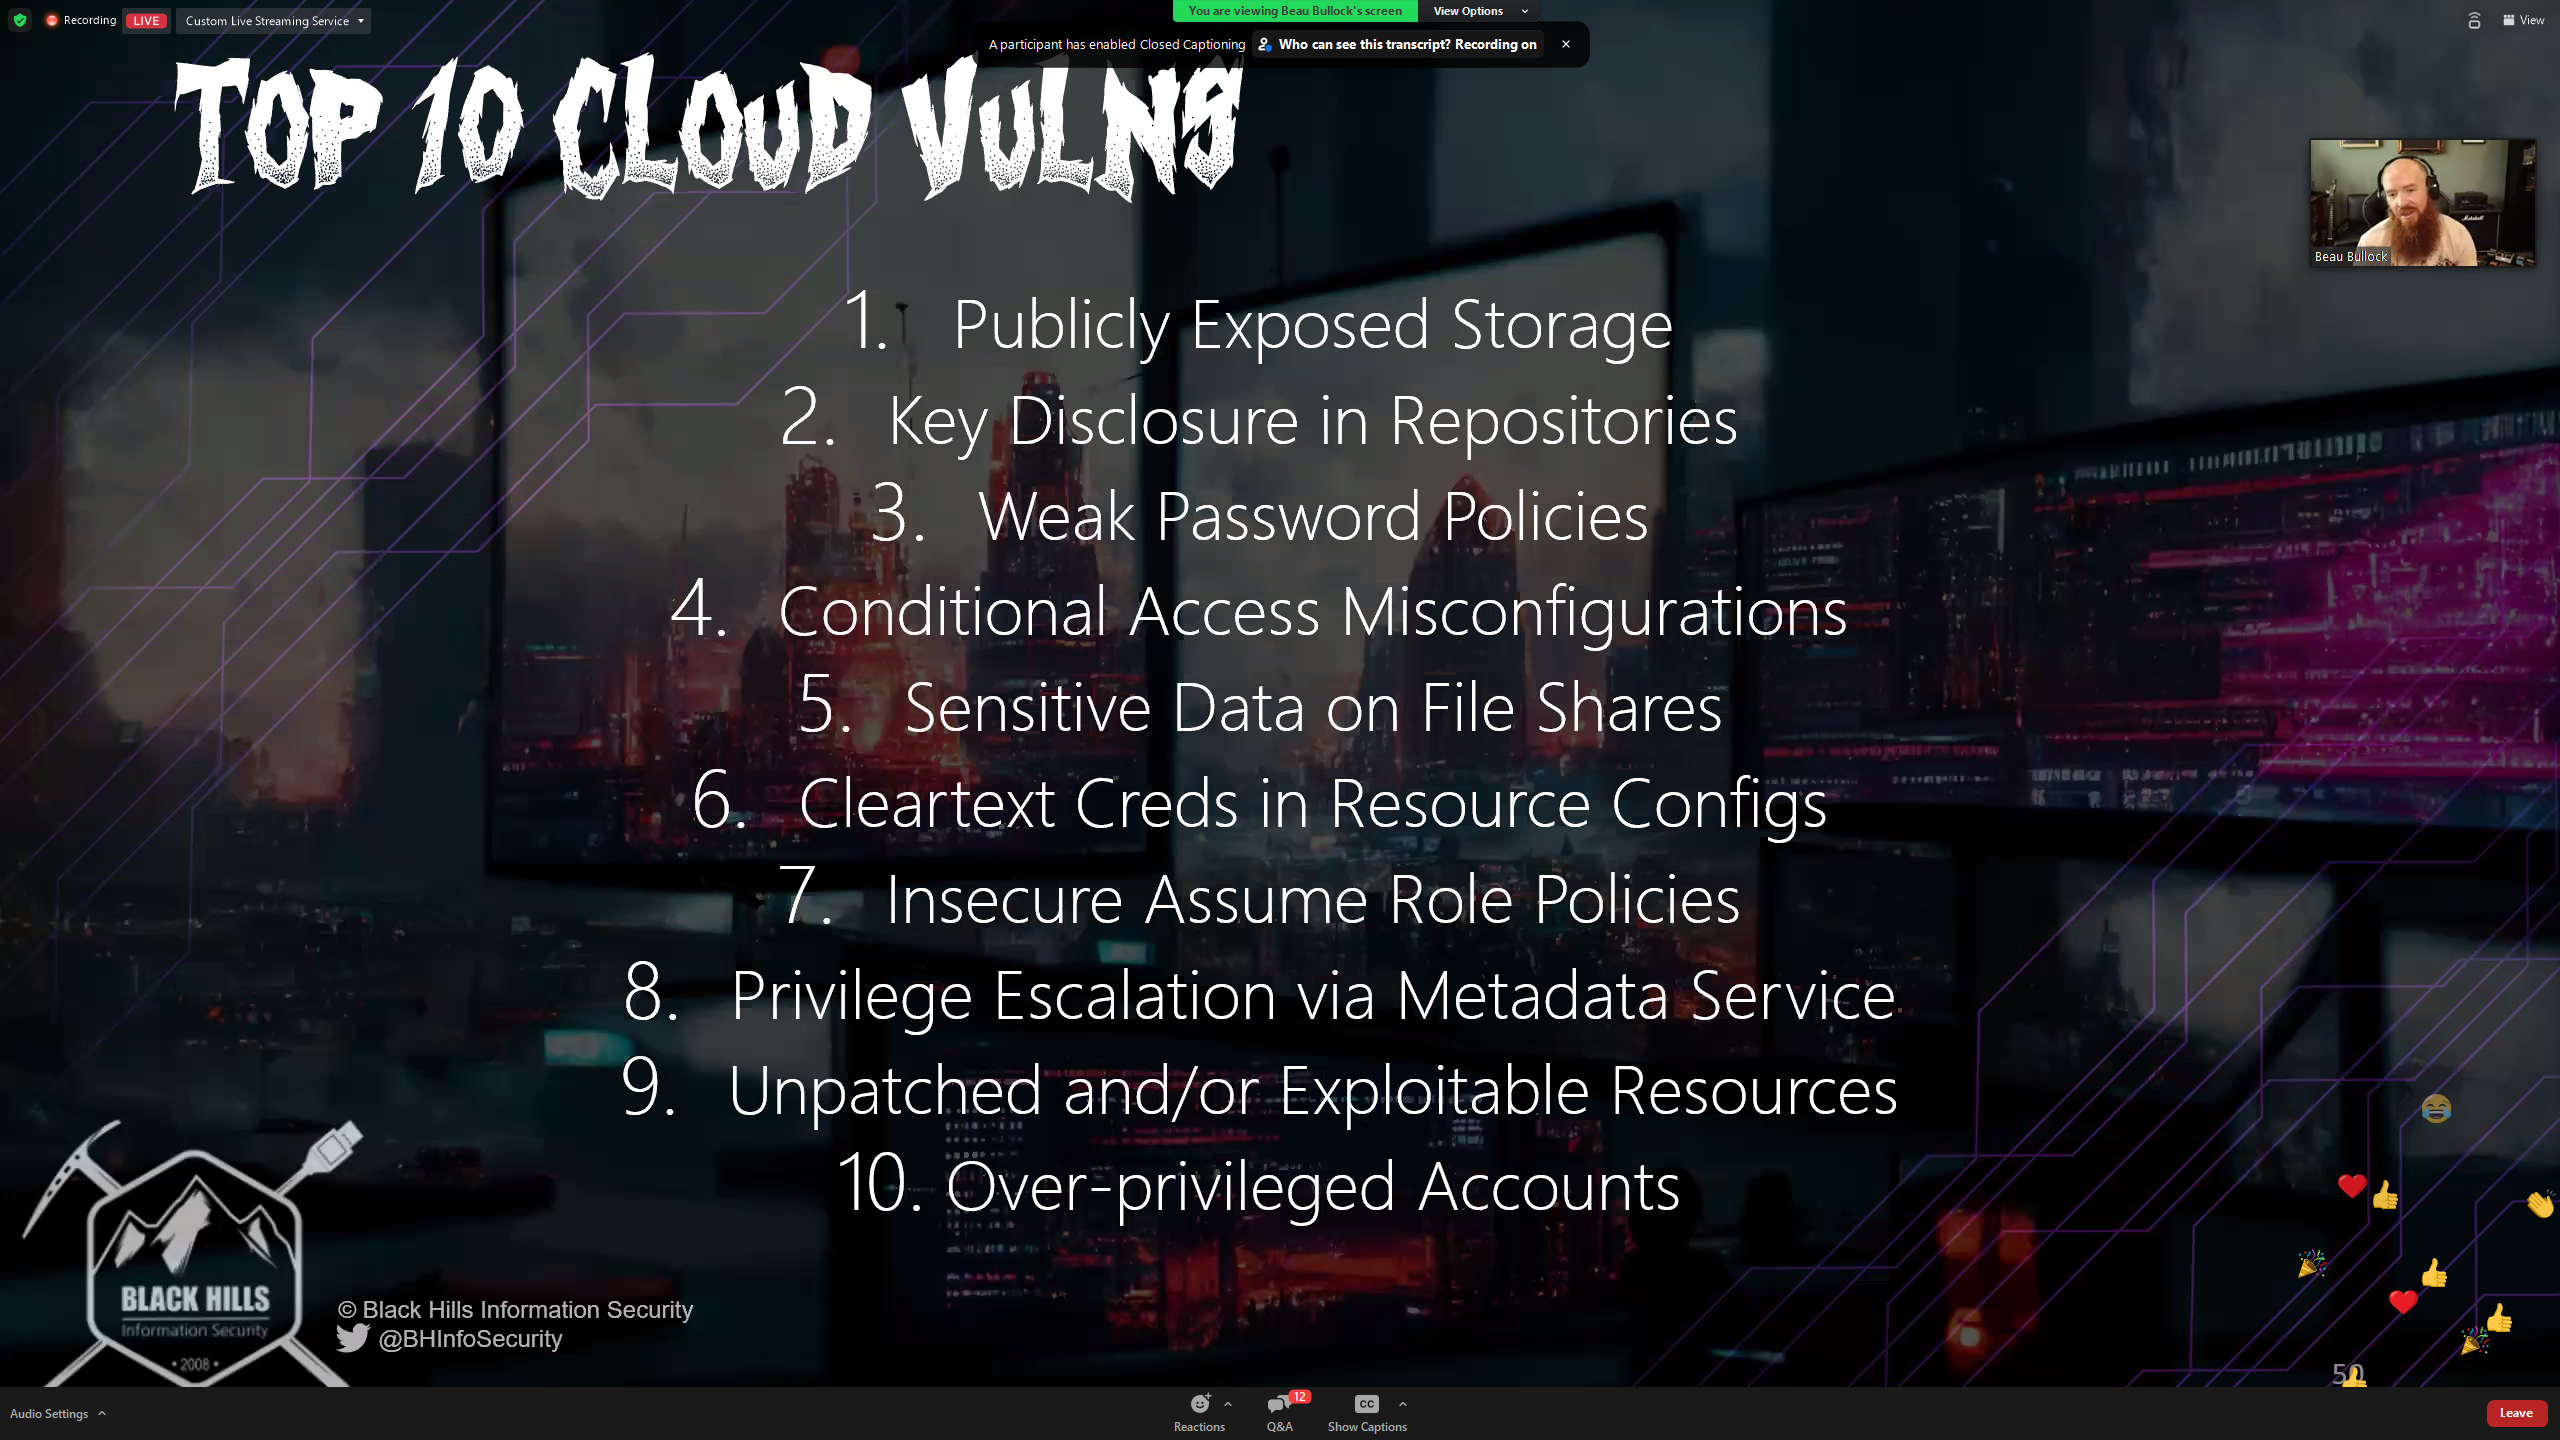 You are viewing Beau Bullock's screen
View Options
Recording
LIVE
Custom Live Streaming Service
View
A participant has enabled Closed Captioning
Who can see this transcript? Recording on
TOP 10 CLOUD VULNS
Beau Bullock
1. Publicly Exposed Storage
2. Key Disclosure in Repositories
3. Weak Password Policies
4. Conditional Access Misconfigurations
5. Sensitive Data on File Shares
6. Cleartext Creds in Resource Configs
7. Insecure Assume Role Policies
8. Privilege Escalation via Metadata Service
9. Unpatched and/or Exploitable Resources
10. Over-privileged Accounts
BLACK HILLS
Information Security
• 2008 •
© Black Hills Information Security
@BHInfoSecurity
Audio Settings
Reactions
12
Q&A
CC
Show Captions
Leave